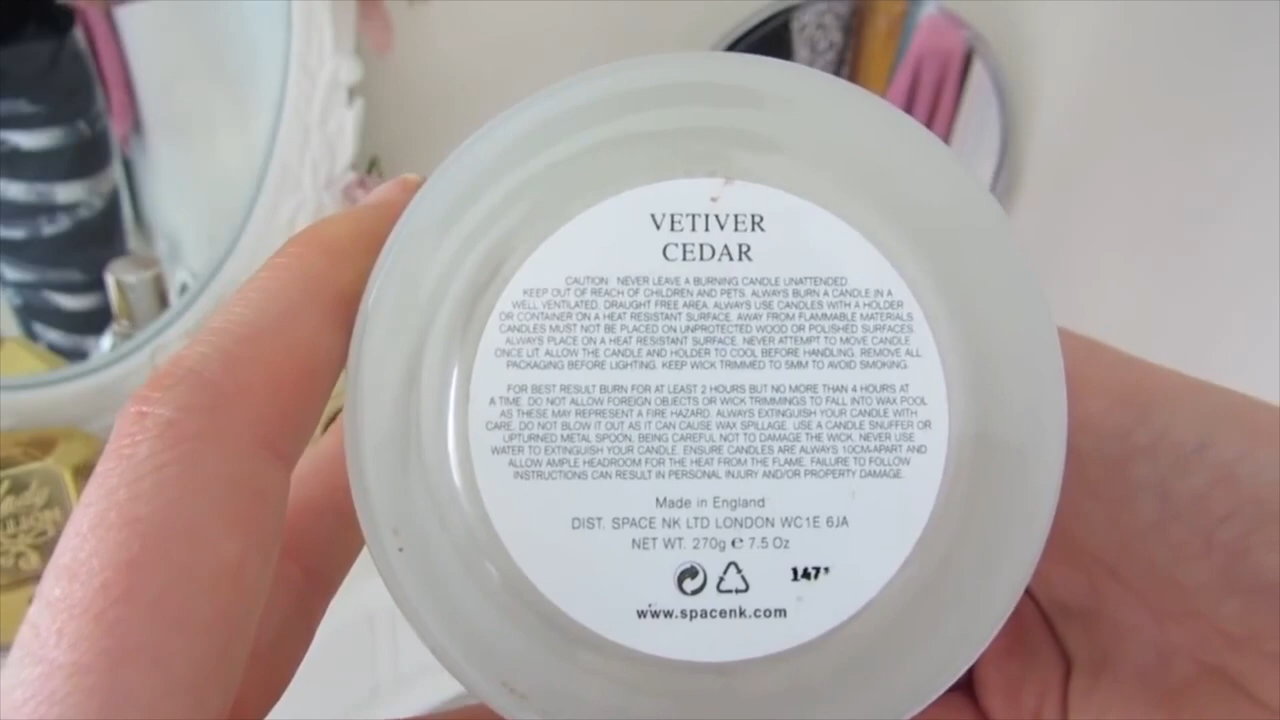 VETIVER
CEDAR
CAUTION: NEVER LEAVE A BURNING CANDLE UNATTENDED.
KEEP OUT OF REACH OF CHILDREN AND PETS. ALWAYS BURN A CANDLE IN A
WELL VENTILATED, DRAUGHT FREE AREA. ALWAYS USE CANDLES WITH A HOLDER
OR CONTAINER ON A HEAT RESISTANT SURFACE. AWAY FROM FLAMMABLE MATERIALS.
CANDLES MUST NOT BE PLACED ON UNPROTECTED WOOD OR POLISHED SURFACES.
ALWAYS PLACE ON A HEAT RESISTANT SURFACE. NEVER ATTEMPT TO MOVE CANDLE
ONCE LIT. ALLOW THE CANDLE AND HOLDER TO COOL BEFORE HANDLING. REMOVE ALL
PACKAGING BEFORE LIGHTING. KEEP WICK TRIMMED TO 5MM TO AVOID SMOKING.
FOR BEST RESULT BURN FOR AT LEAST 2 HOURS BUT NO MORE THAN 4 HOURS AT
A TIME. DO NOT ALLOW FOREIGN OBJECTS OR WICK TRIMMINGS TO FALL INTO WAX POOL
AS THESE MAY REPRESENT A FIRE HAZARD. ALWAYS EXTINGUISH YOUR CANDLE WITH
CARE. DO NOT BLOW IT OUT AS IT CAN CAUSE WAX SPILLAGE. USE A CANDLE SNUFFER OR
UPTURNED METAL SPOON, BEING CAREFUL NOT TO DAMAGE THE WICK. NEVER USE
WATER TO EXTINGUISH YOUR CANDLE. ENSURE CANDLES ARE ALWAYS 10CM APART AND
ALLOW AMPLE HEADROOM FOR THE HEAT FROM THE FLAME. FAILURE TO FOLLOW
INSTRUCTIONS CAN RESULT IN PERSONAL INJURY AND/OR PROPERTY DAMAGE.
Made in England
DIST. SPACE NK LTD LONDON WC1E 6JA
NET WT. 270g e 7.5 Oz
147
www.spacenk.com